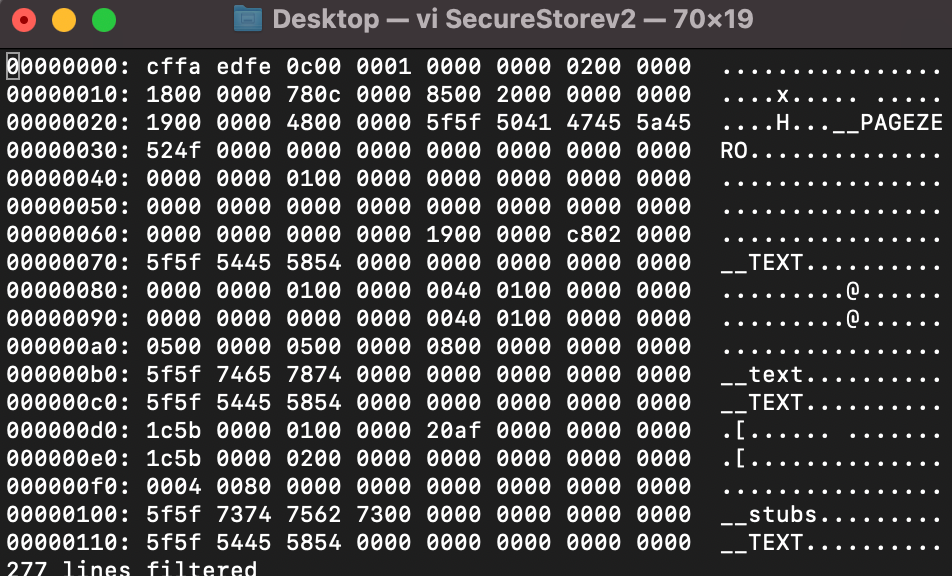 Desktop — vi SecureStorev2 — 70×19
00000000: cffa edfe 0c00 0001 0000 0000 0200 0000  ................
00000010: 1800 0000 780c 0000 8500 2000 0000 0000  ....x..... .....
00000020: 1900 0000 4800 0000 5f5f 5041 4745 5a45  ....H...__PAGEZE
00000030: 524f 0000 0000 0000 0000 0000 0000 0000  RO..............
00000040: 0000 0000 0100 0000 0000 0000 0000 0000  ................
00000050: 0000 0000 0000 0000 0000 0000 0000 0000  ................
00000060: 0000 0000 0000 0000 1900 0000 c802 0000  ................
00000070: 5f5f 5445 5854 0000 0000 0000 0000 0000  __TEXT..........
00000080: 0000 0000 0100 0000 0040 0100 0000 0000  .........@......
00000090: 0000 0000 0000 0000 0040 0100 0000 0000  .........@......
000000a0: 0500 0000 0500 0000 0800 0000 0000 0000  ................
000000b0: 5f5f 7465 7874 0000 0000 0000 0000 0000  __text..........
000000c0: 5f5f 5445 5854 0000 0000 0000 0000 0000  __TEXT..........
000000d0: 1c5b 0000 0100 0000 20af 0000 0000 0000  .[...... .......
000000e0: 1c5b 0000 0200 0000 0000 0000 0000 0000  .[..............
000000f0: 0004 0080 0000 0000 0000 0000 0000 0000  ................
00000100: 5f5f 7374 7562 7300 0000 0000 0000 0000  __stubs.........
00000110: 5f5f 5445 5854 0000 0000 0000 0000 0000  __TEXT..........
277 lines filtered